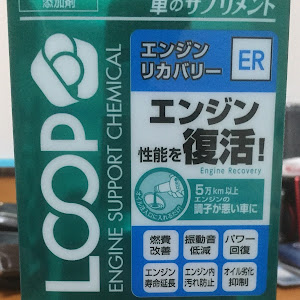 添加剤
車のサプリメント
LOOP
ENGINE SUPPORT CHEMICAL
エンジン
リカバリー
ER
エンジン
性能を復活!
Engine Recovery
5万km以上
エンジンの
調子が悪い車に
燃費
改善
振動音
低減
パワー
回復
エンジン
寿命延長
エンジン内
汚れ防止
オイル劣化
抑制